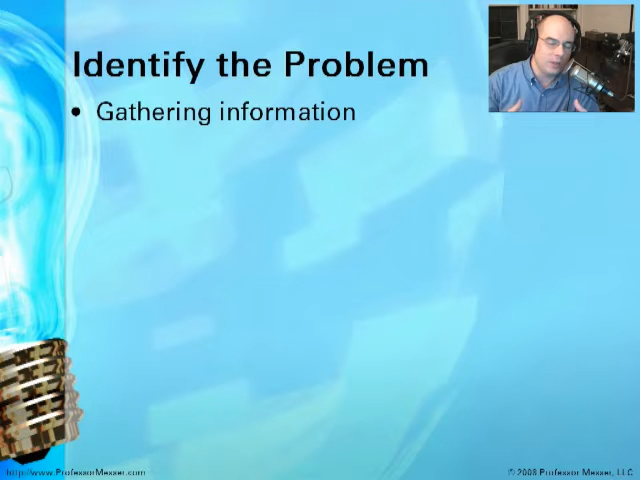 Identify the Problem
• Gathering information
http://www.ProfessorMesser.com
© 2008 Professor Messer, LLC